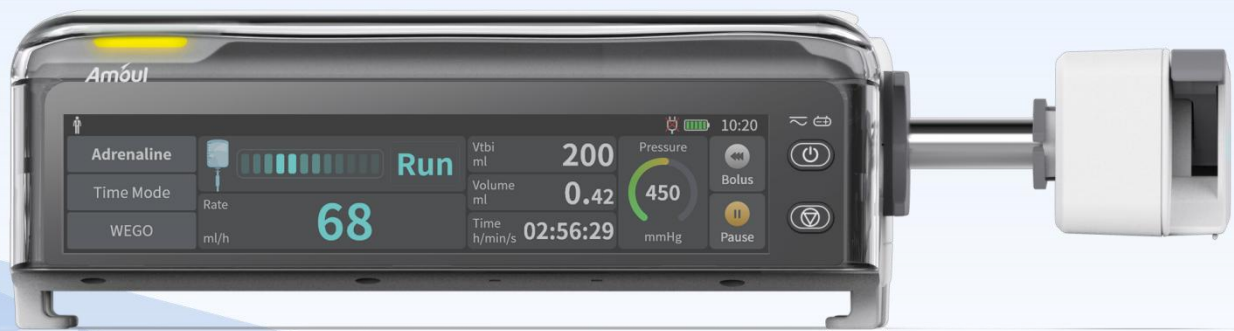 Amoul
10:20
Adrenaline
Time Mode
WEGO
Run
Rate
ml/h
68
Vtbi
ml
200
Volume
ml
0.42
Time
h/min/s
02:56:29
Pressure
450
mmHg
Bolus
Pause